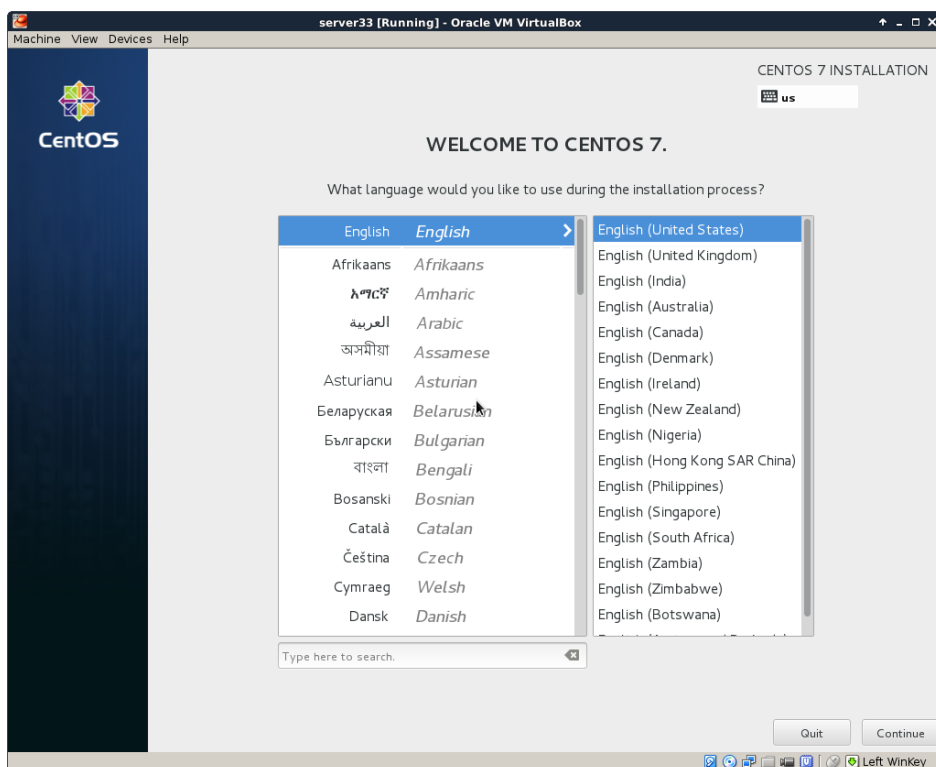 server33 [Running] - Oracle VM VirtualBox
Machine View Devices Help
CentOS
CENTOS 7 INSTALLATION
us
WELCOME TO CENTOS 7.
What language would you like to use during the installation process?
English English
Afrikaans Afrikaans
አማርኛ Amharic
العربية Arabic
অসমীয়া Assamese
Asturianu Asturian
Беларуская Belarusian
Български Bulgarian
বাংলা Bengali
Bosanski Bosnian
Català Catalan
Čeština Czech
Cymraeg Welsh
Dansk Danish
English (United States)
English (United Kingdom)
English (India)
English (Australia)
English (Canada)
English (Denmark)
English (Ireland)
English (New Zealand)
English (Nigeria)
English (Hong Kong SAR China)
English (Philippines)
English (Singapore)
English (South Africa)
English (Zambia)
English (Zimbabwe)
English (Botswana)
Type here to search.
Quit Continue
Left WinKey